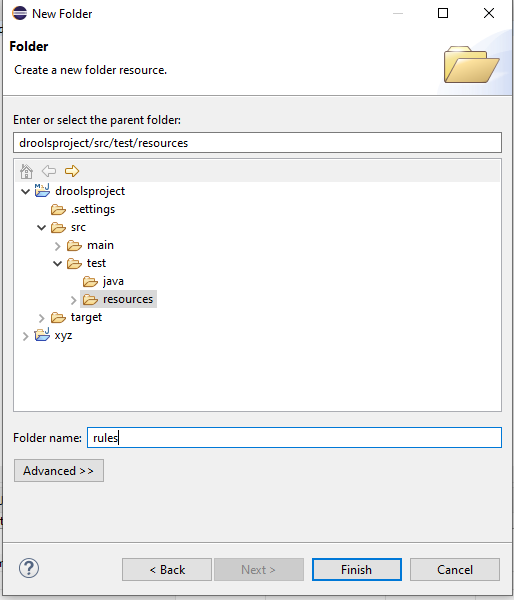 New Folder
Folder
Create a new folder resource.
Enter or select the parent folder:
droolsproject/src/test/resources
droolsproject
.settings
src
main
test
java
resources
target
xyz
Folder name: rules
Advanced >>
< Back Next > Finish Cancel